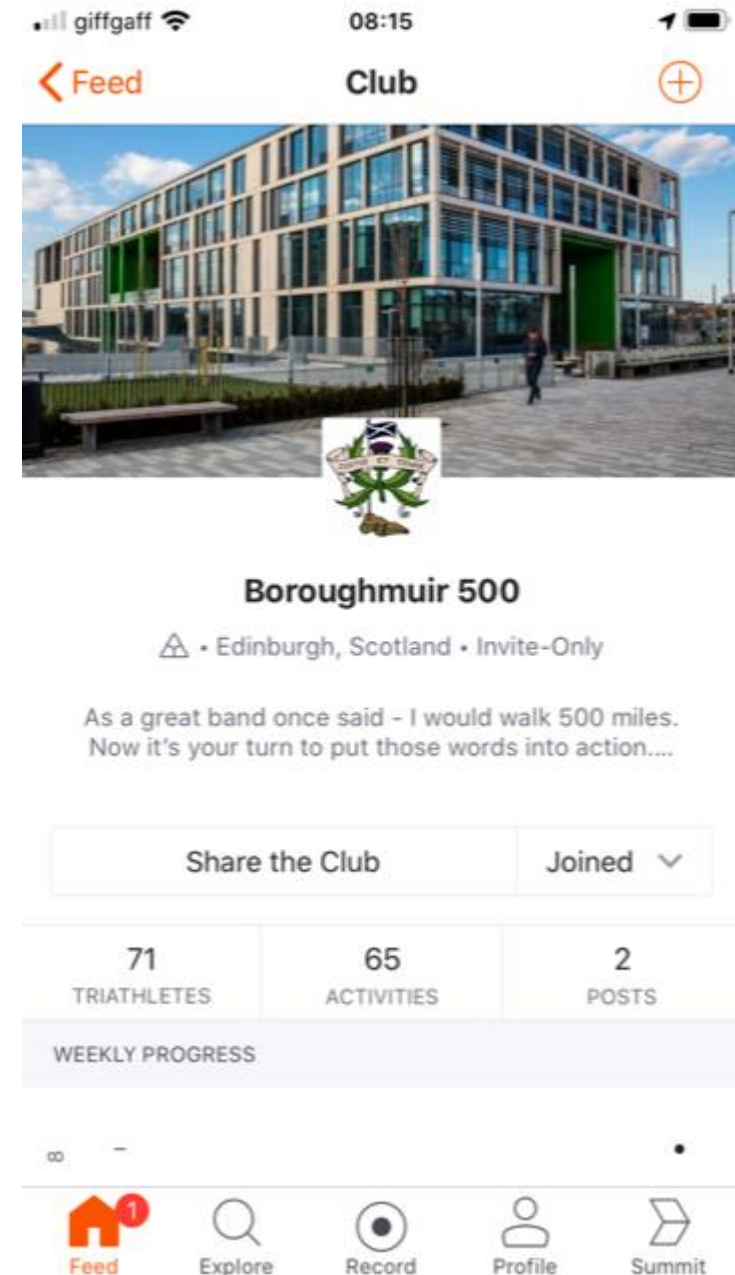 giffgaff 08:15
Feed Club
Boroughmuir 500
• Edinburgh, Scotland • Invite-Only
As a great band once said - I would walk 500 miles.
Now it's your turn to put those words into action....
Share the Club Joined
71 65 2
TRIATHLETES ACTIVITIES POSTS
WEEKLY PROGRESS
1
Feed Explore Record Profile Summit